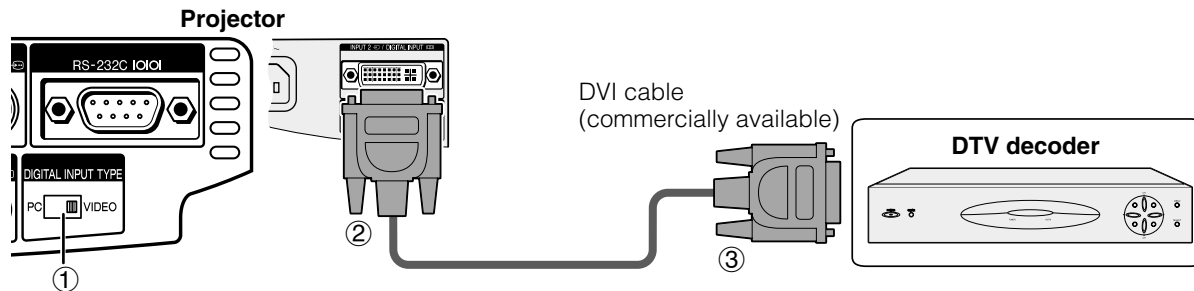 Projector
RS-232C IOIOI
INPUT 2 / DIGITAL INPUT
DVI cable
(commercially available)
DTV decoder
DIGITAL INPUT TYPE
PC VIDEO
①
②
③